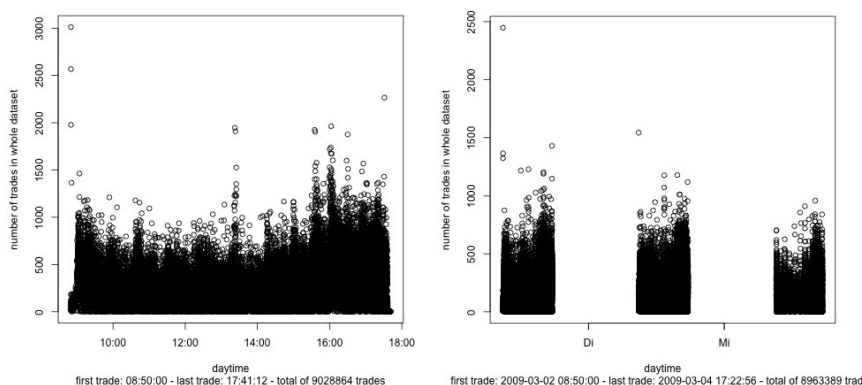 number of trades in whole dataset
3000
2500
2000
1500
1000
500
0
10:00 12:00 14:00 16:00 18:00
daytime
first trade: 08:50:00 - last trade: 17:41:12 - total of 9028864 trades
number of trades in whole dataset
2500
2000
1500
1000
500
0
Di Mi
daytime
first trade: 2009-03-02 08:50:00 - last trade: 2009-03-04 17:22:56 - total of 8963389 trad